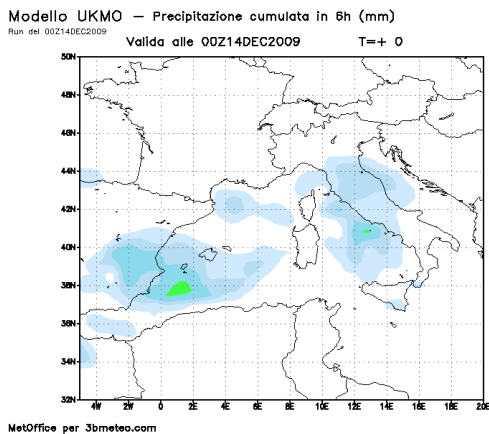 Modello UKMO – Precipitazione cumulata in 6h (mm)
Run del 00Z14DEC2009
Valida alle 00Z14DEC2009 T=+ 0
50N
48N
46N
44N
42N
40N
38N
36N
34N
32N
4W 2W 0 2E 4E 6E 8E 10E 12E 14E 16E 18E 20E
MetOffice per 3bmeteo.com